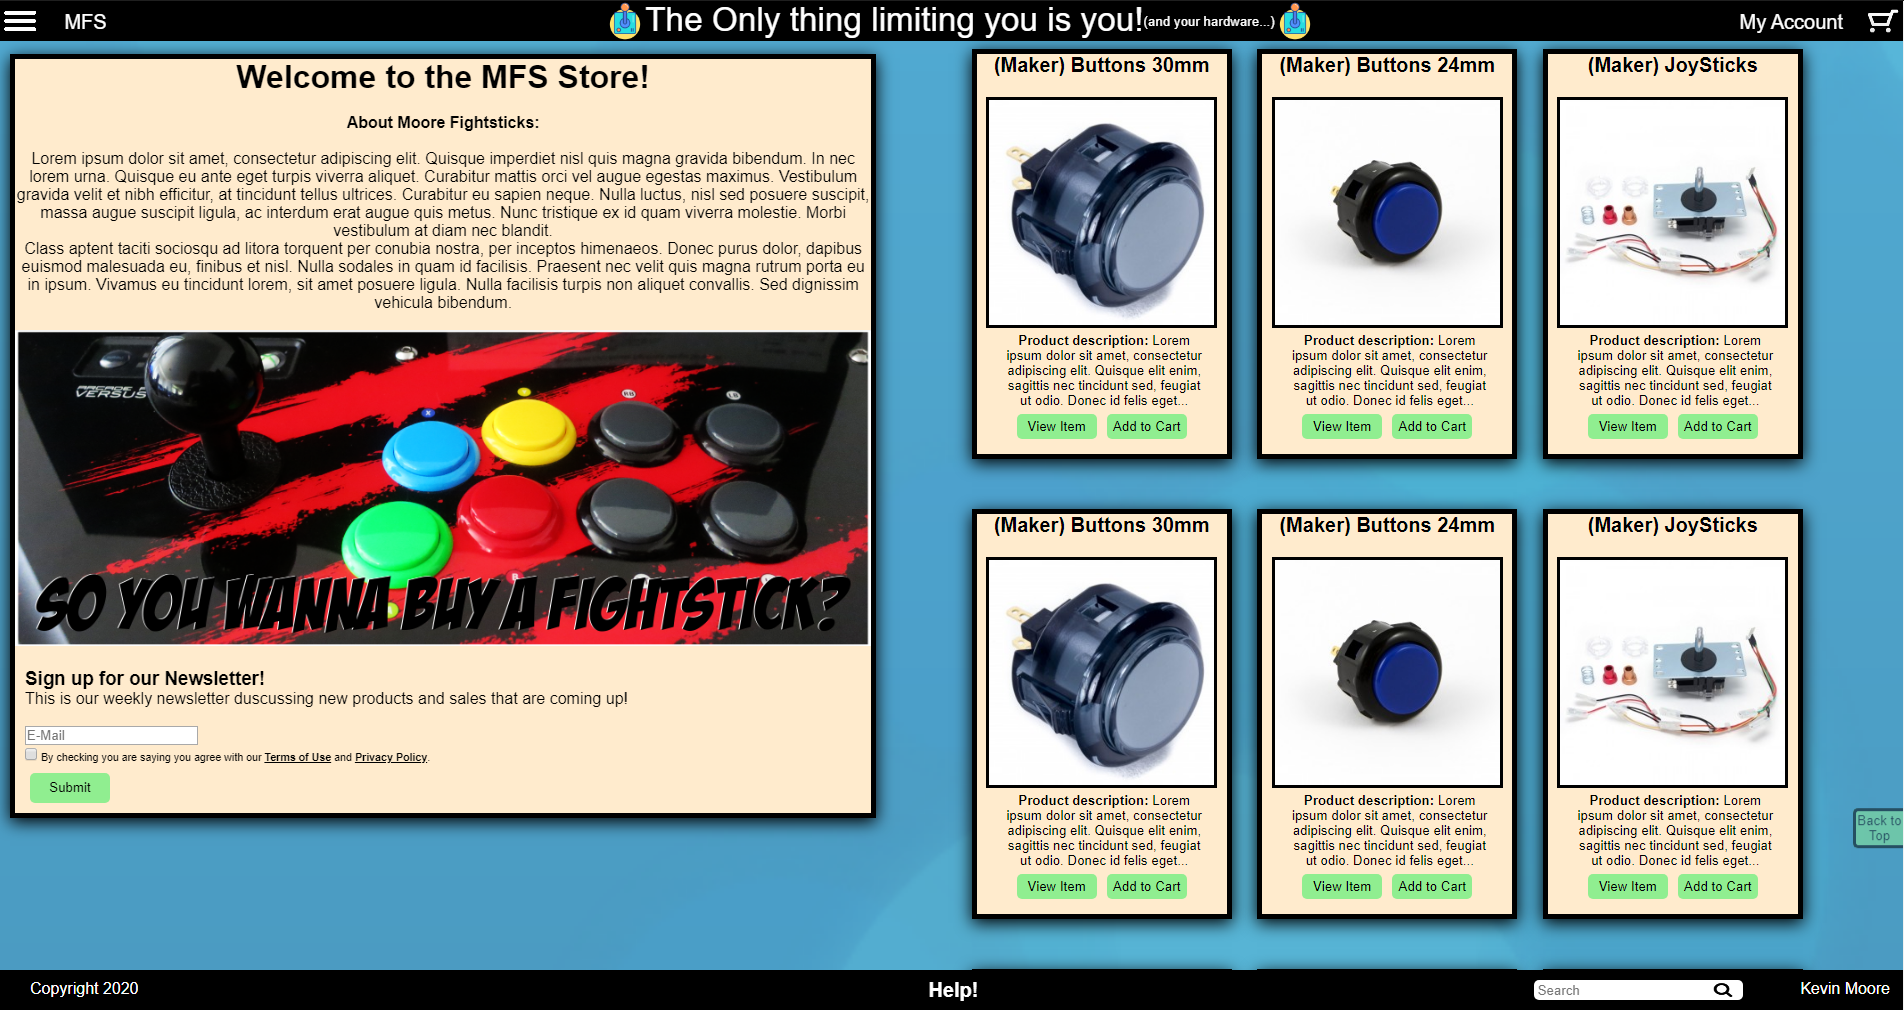 MFS
The Only thing limiting you is you!(and your hardware...)
My Account
Welcome to the MFS Store!
About Moore Fightsticks:
Lorem ipsum dolor sit amet, consectetur adipiscing elit. Quisque imperdiet nisl quis magna gravida bibendum. In nec
lorem urna. Quisque eu ante eget turpis viverra aliquet. Curabitur mattis orci vel augue egestas maximus. Vestibulum
gravida velit et nibh efficitur, at tincidunt tellus ultrices. Curabitur eu sapien neque. Nulla luctus, nisl sed posuere suscipit,
massa augue suscipit ligula, ac interdum erat augue quis metus. Nunc tristique ex id quam viverra molestie. Morbi
vestibulum at diam nec blandit.
Class aptent taciti sociosqu ad litora torquent per conubia nostra, per inceptos himenaeos. Donec purus dolor, dapibus
euismod malesuada eu, finibus et nisl. Nulla sodales in quam id facilisis. Praesent nec velit quis magna rutrum porta eu
in ipsum. Vivamus eu tincidunt lorem, sit amet posuere ligula. Nulla facilisis turpis non aliquet convallis. Sed dignissim
vehicula bibendum.
ARCADE
VERSUS
X
RB
LB
B
SO YOU WANNA BUY A FIGHTSTICK?
Sign up for our Newsletter!
This is our weekly newsletter duscussing new products and sales that are coming up!
E-Mail
By checking you are saying you agree with our Terms of Use and Privacy Policy.
Submit
(Maker) Buttons 30mm
Product description: Lorem
ipsum dolor sit amet, consectetur
adipiscing elit. Quisque elit enim,
sagittis nec tincidunt sed, feugiat
ut odio. Donec id felis eget...
View Item
Add to Cart
(Maker) Buttons 24mm
Product description: Lorem
ipsum dolor sit amet, consectetur
adipiscing elit. Quisque elit enim,
sagittis nec tincidunt sed, feugiat
ut odio. Donec id felis eget...
View Item
Add to Cart
(Maker) JoySticks
Product description: Lorem
ipsum dolor sit amet, consectetur
adipiscing elit. Quisque elit enim,
sagittis nec tincidunt sed, feugiat
ut odio. Donec id felis eget...
View Item
Add to Cart
(Maker) Buttons 30mm
Product description: Lorem
ipsum dolor sit amet, consectetur
adipiscing elit. Quisque elit enim,
sagittis nec tincidunt sed, feugiat
ut odio. Donec id felis eget...
View Item
Add to Cart
(Maker) Buttons 24mm
Product description: Lorem
ipsum dolor sit amet, consectetur
adipiscing elit. Quisque elit enim,
sagittis nec tincidunt sed, feugiat
ut odio. Donec id felis eget...
View Item
Add to Cart
(Maker) JoySticks
Product description: Lorem
ipsum dolor sit amet, consectetur
adipiscing elit. Quisque elit enim,
sagittis nec tincidunt sed, feugiat
ut odio. Donec id felis eget...
View Item
Add to Cart
Back to
Top
Copyright 2020
Help!
Search
Kevin Moore